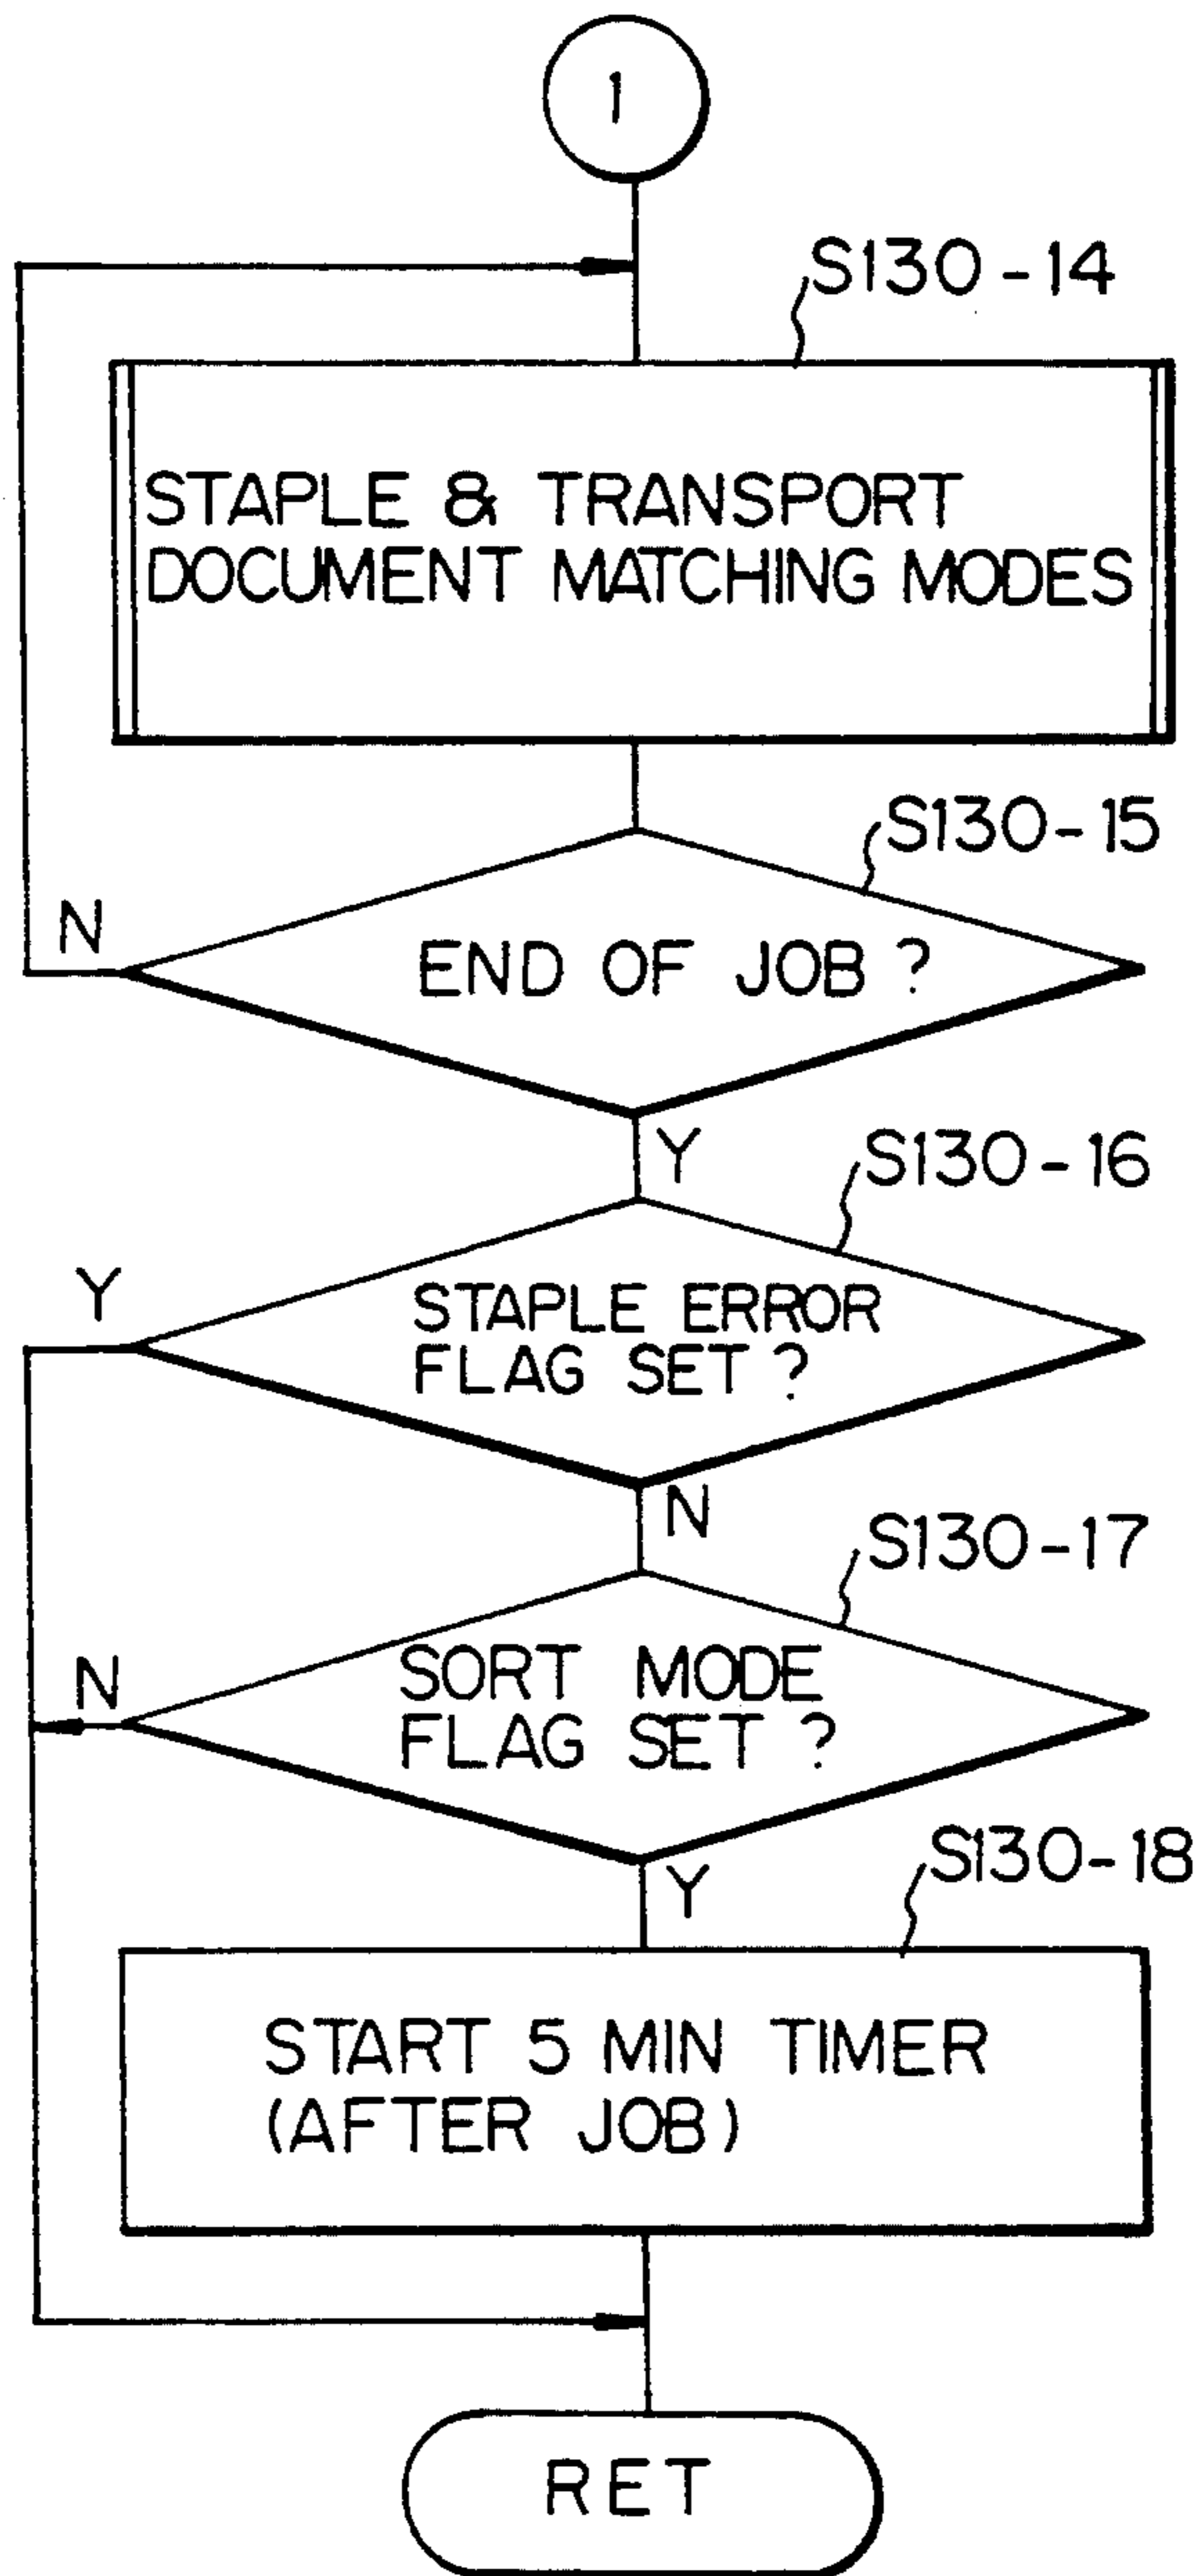 1
S130-14
STAPLE & TRANSPORT
DOCUMENT MATCHING MODES
S130-15
N
END OF JOB ?
Y
S130-16
Y
STAPLE ERROR
FLAG SET ?
N
S130-17
N
SORT MODE
FLAG SET ?
Y
S130-18
START 5 MIN TIMER
(AFTER JOB)
RET